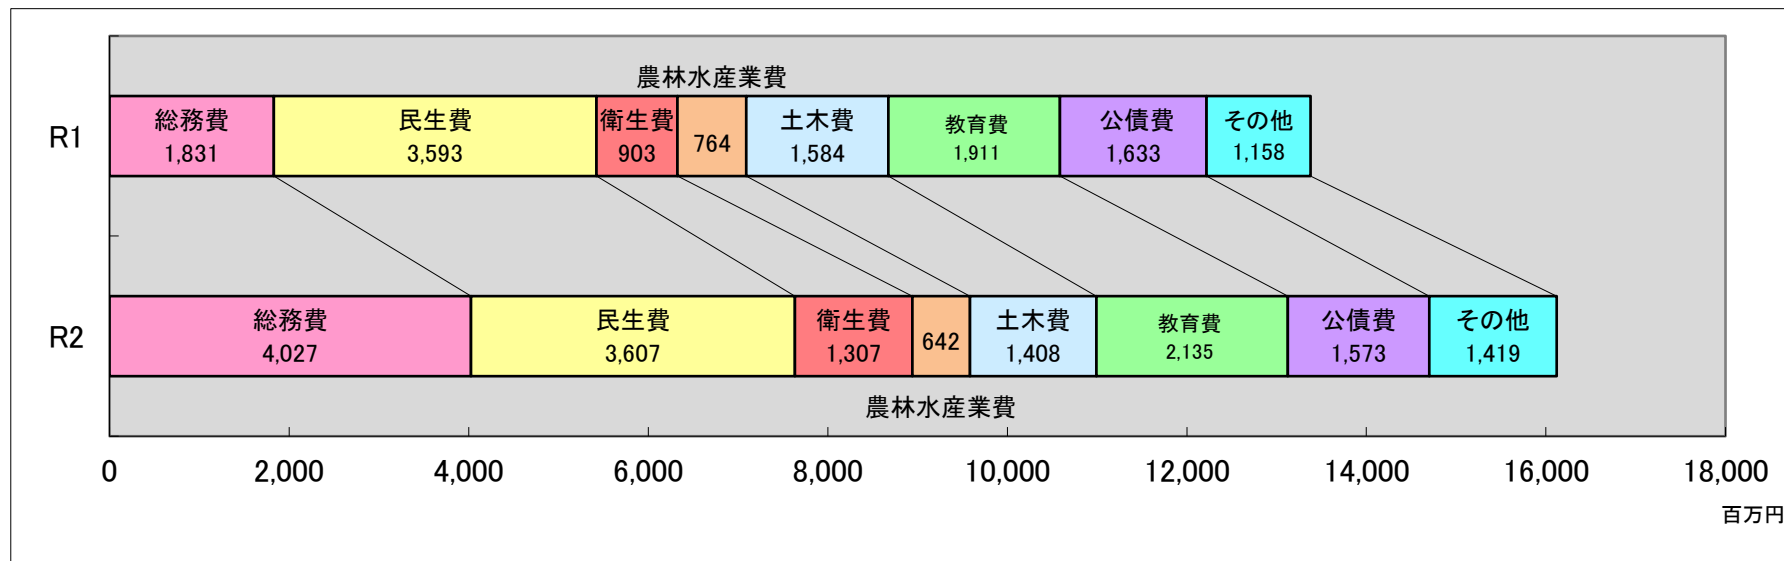 農林水産業費
R1
総務費
1,831
民生費
3,593
衛生費
903
764
土木費
1,584
教育費
1,911
公債費
1,633
その他
1,158
R2
総務費
4,027
民生費
3,607
衛生費
1,307
642
土木費
1,408
教育費
2,135
公債費
1,573
その他
1,419
農林水産業費
0 2,000 4,000 6,000 8,000 10,000 12,000 14,000 16,000 18,000
百万円